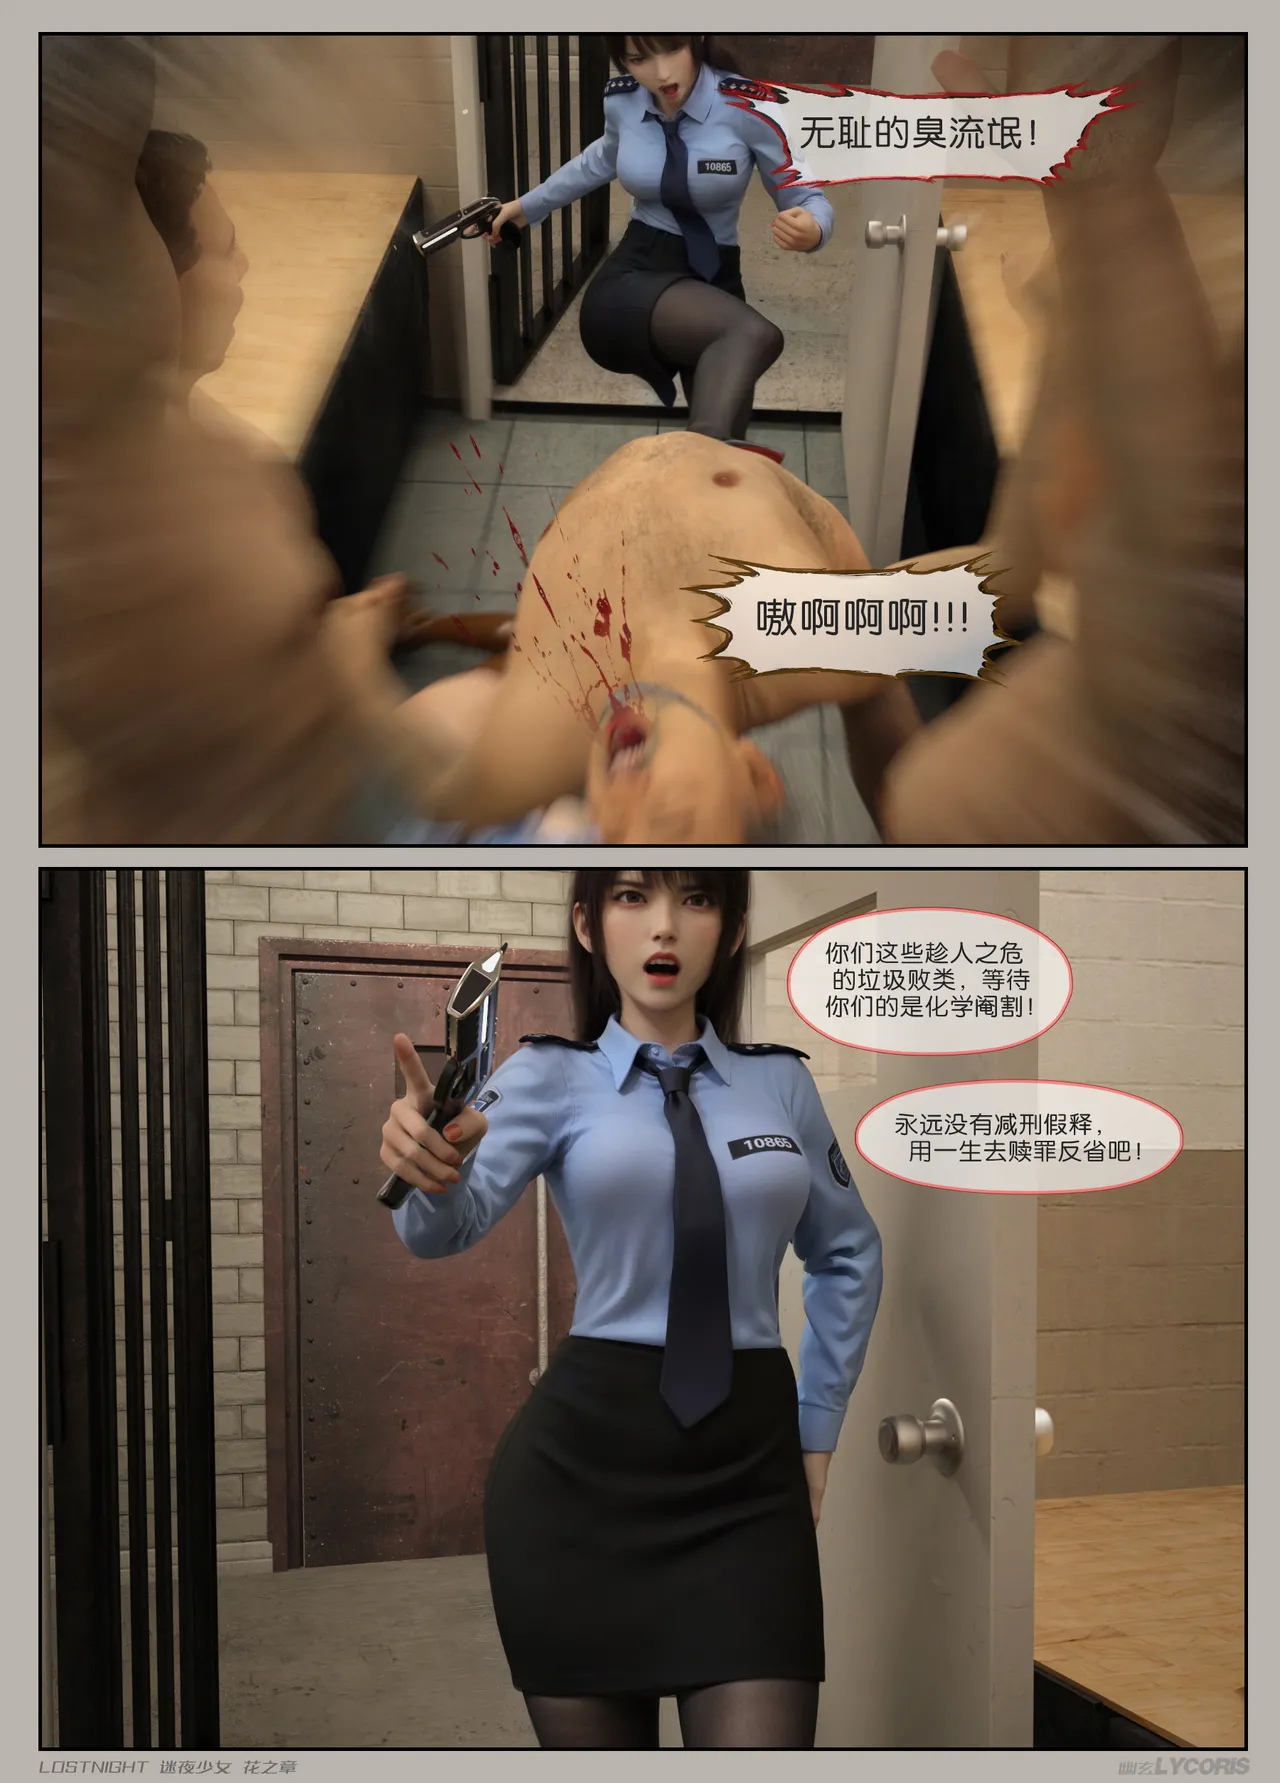 无耻的臭流氓!
10865
嗷啊啊啊!!!
你们这些趁人之危
的垃圾败类，等待
你们的是化学阉割!
永远没有减刑假释，
用一生去赎罪反省吧!
10865
LOSTNIGHT 迷夜少女 花之章
幽玄LYCORIS